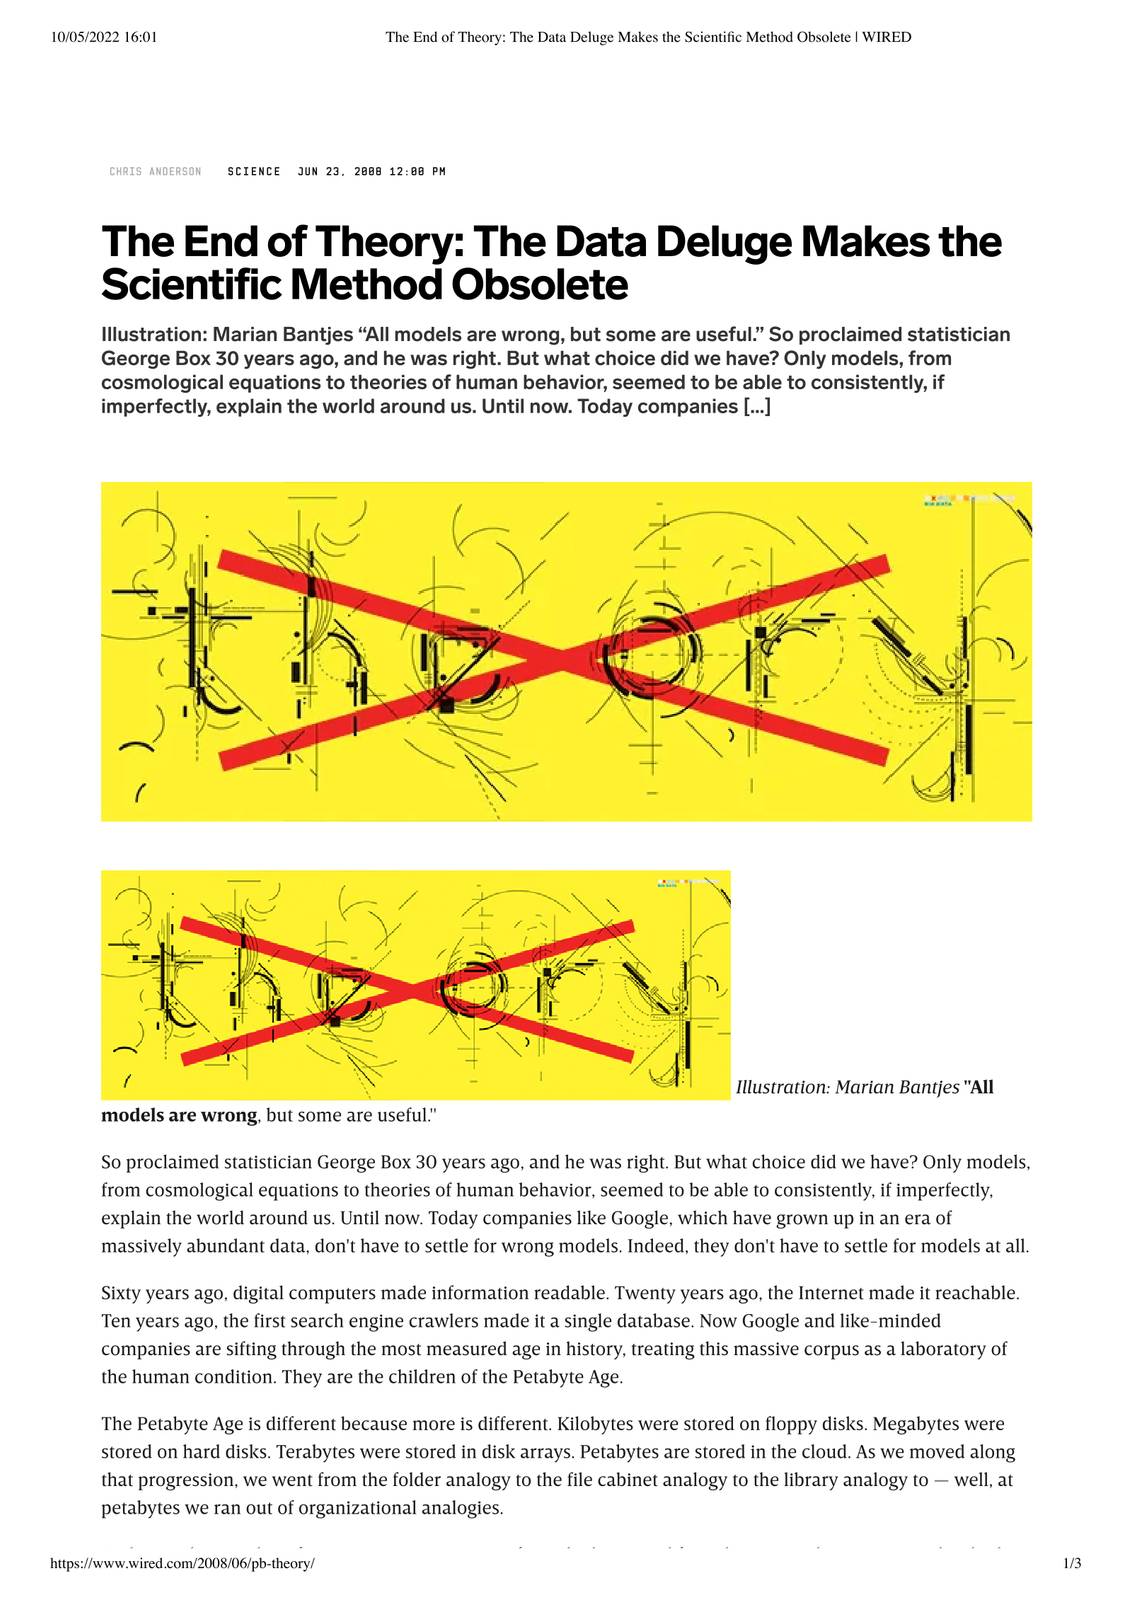 10/05/2022 16:01
The End of Theory: The Data Deluge Makes the Scientific Method Obsolete | WIRED
CHRIS ANDERSON SCIENCE JUN 23, 2008 12:00 PM
The End of Theory: The Data Deluge Makes the
Scientific Method Obsolete
Illustration: Marian Bantjes “All models are wrong, but some are useful.” So proclaimed statistician
George Box 30 years ago, and he was right. But what choice did we have? Only models, from
cosmological equations to theories of human behavior, seemed to be able to consistently, if
imperfectly, explain the world around us. Until now. Today companies [...]
theory
theory
Illustration: Marian Bantjes "All
models are wrong, but some are useful."
So proclaimed statistician George Box 30 years ago, and he was right. But what choice did we have? Only models,
from cosmological equations to theories of human behavior, seemed to be able to consistently, if imperfectly,
explain the world around us. Until now. Today companies like Google, which have grown up in an era of
massively abundant data, don't have to settle for wrong models. Indeed, they don't have to settle for models at all.
Sixty years ago, digital computers made information readable. Twenty years ago, the Internet made it reachable.
Ten years ago, the first search engine crawlers made it a single database. Now Google and like-minded
companies are sifting through the most measured age in history, treating this massive corpus as a laboratory of
the human condition. They are the children of the Petabyte Age.
The Petabyte Age is different because more is different. Kilobytes were stored on floppy disks. Megabytes were
stored on hard disks. Terabytes were stored in disk arrays. Petabytes are stored in the cloud. As we moved along
that progression, we went from the folder analogy to the file cabinet analogy to the library analogy to — well, at
petabytes we ran out of organizational analogies.
https://www.wired.com/2008/06/pb-theory/
1/3